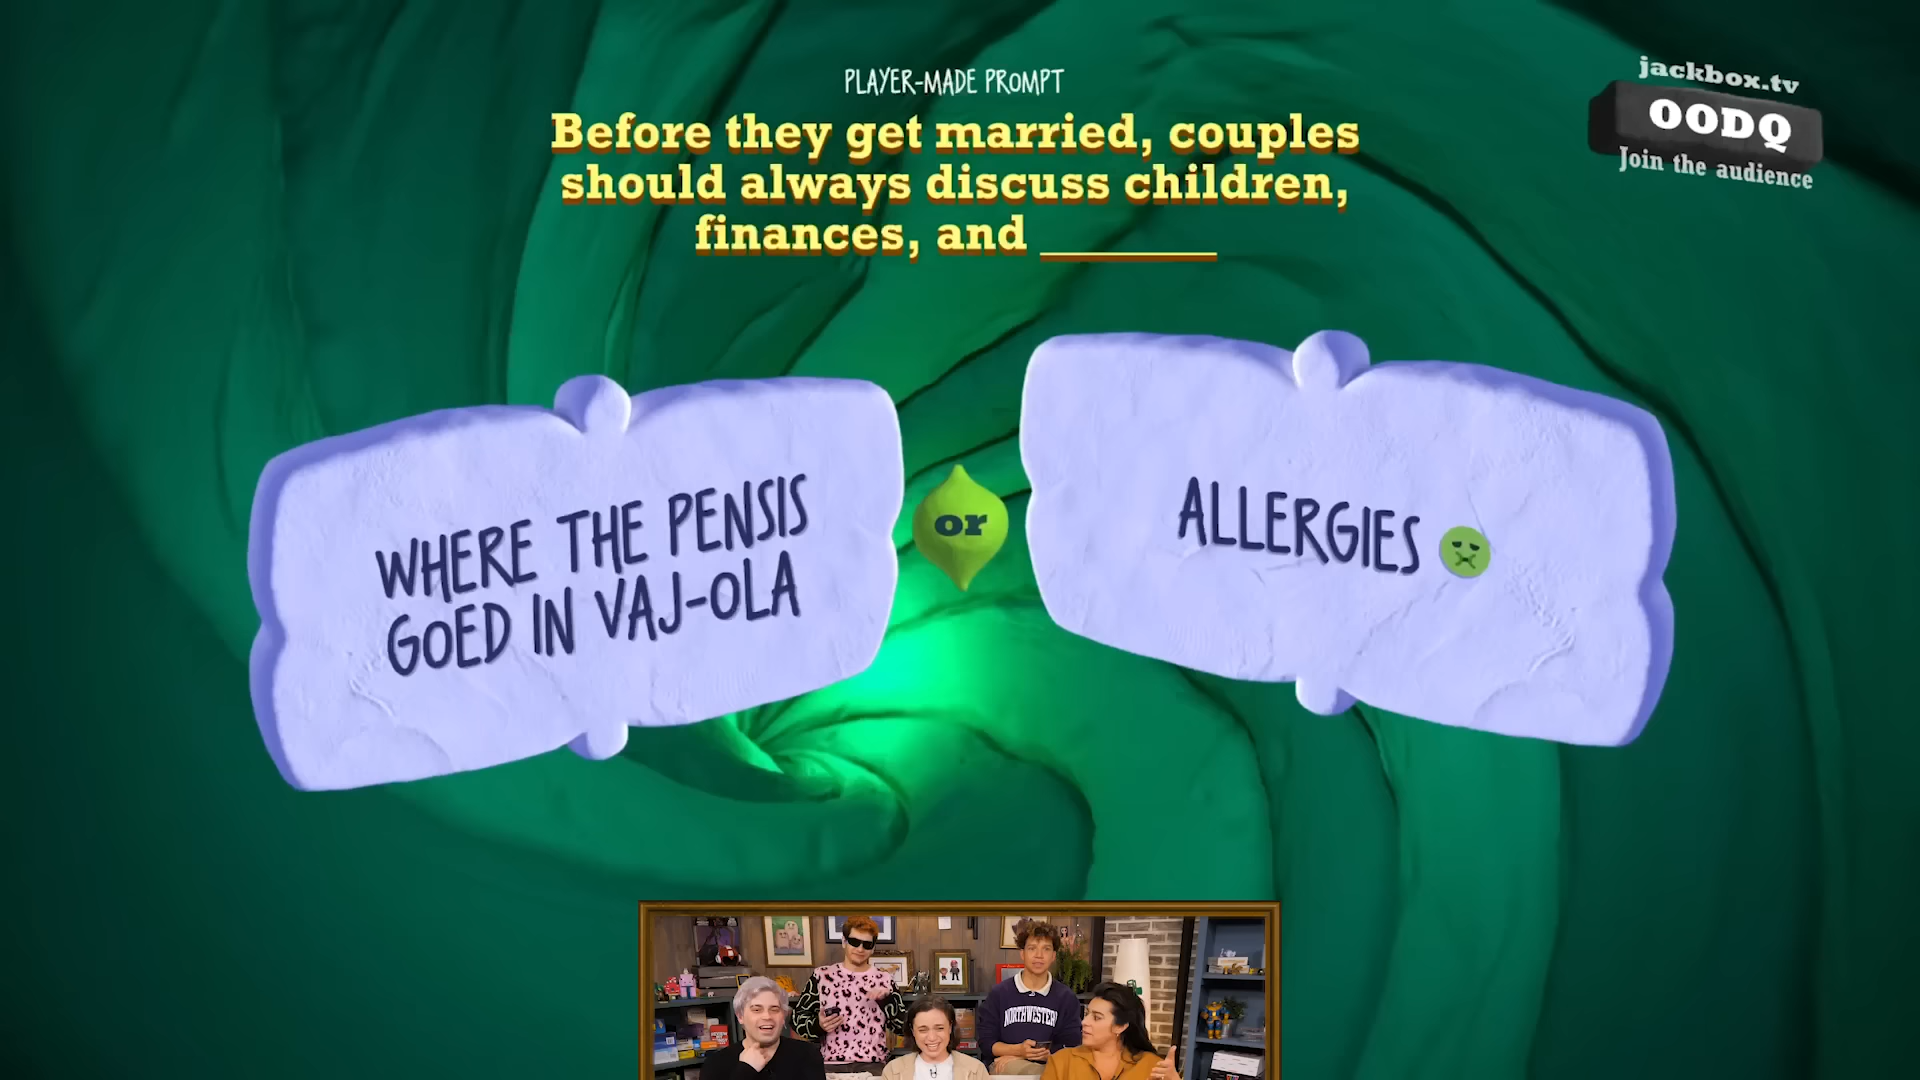 PLAYER-MADE PROMPT
Before they get married, couples
should always discuss children,
finances, and ________
jackbox.tv
OODQ
Join the audience
WHERE THE PENSIS
GOED IN VAJ-OLA
or
ALLERGIES
NORTHWESTERN